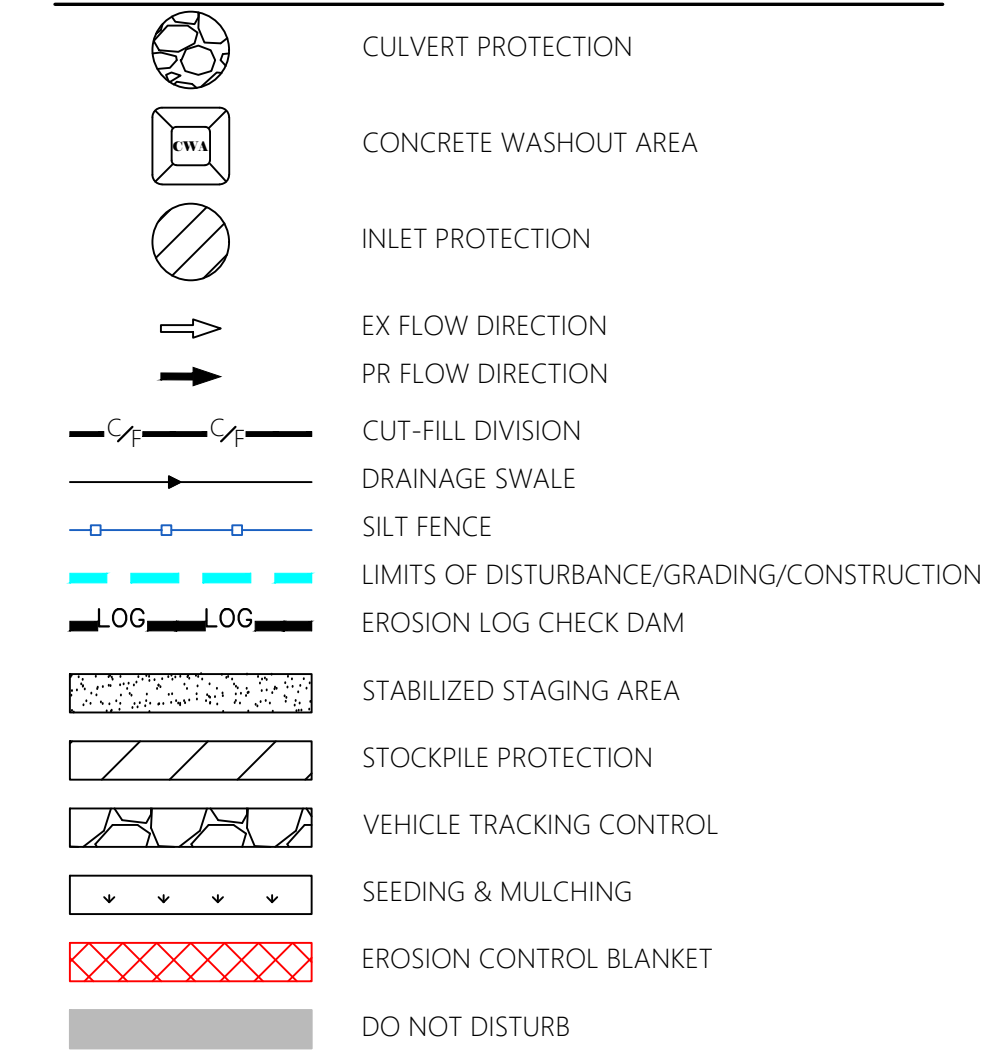 CULVERT PROTECTION
CWA CONCRETE WASHOUT AREA
INLET PROTECTION
EX FLOW DIRECTION
PR FLOW DIRECTION
C/F C/F CUT-FILL DIVISION
DRAINAGE SWALE
SILT FENCE
LIMITS OF DISTURBANCE/GRADING/CONSTRUCTION
LOG LOG EROSION LOG CHECK DAM
STABILIZED STAGING AREA
STOCKPILE PROTECTION
VEHICLE TRACKING CONTROL
SEEDING & MULCHING
EROSION CONTROL BLANKET
DO NOT DISTURB